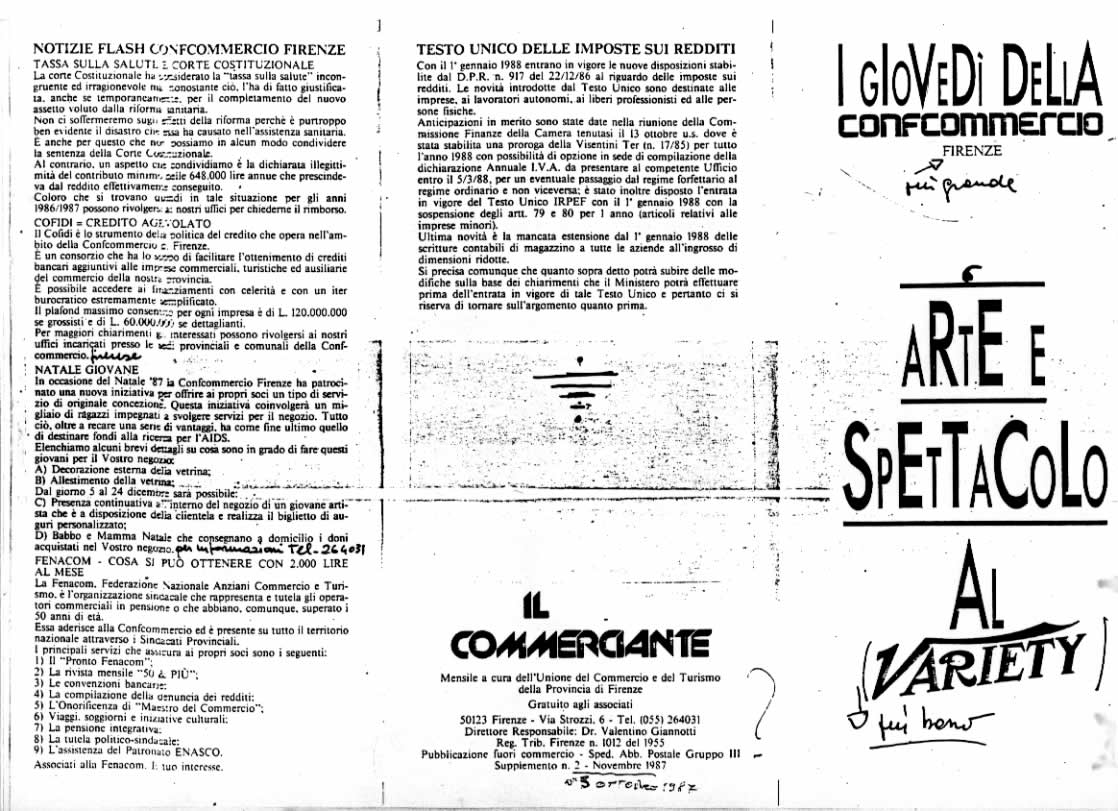 NOTIZIE FLASH CONFCOMMERCIO FIRENZE
TASSA SULLA SALUTE E CORTE COSTITUZIONALE
La corte Costituzionale ha considerato la "tassa sulla salute" incon-
gruente ed irragionevole ma nonostante ciò, l'ha di fatto giustifica-
ta, anche se temporaneamente, per il completamento del nuovo
assetto voluto dalla riforma sanitaria.
Non ci soffermeremo sugli effetti della riforma perchè è purtroppo
ben evidente il disastro che essa ha causato nell'assistenza sanitaria.
È anche per questo che non possiamo in alcun modo condividere
la sentenza della Corte Costituzionale.
Al contrario, un aspetto che condividiamo è la dichiarata illegitti-
mità del contributo minimo delle 648.000 lire annue che prescinde-
va dal reddito effettivamente conseguito.
Coloro che si trovano quindi in tale situazione per gli anni
1986/1987 possono rivolgersi ai nostri uffici per chiederne il rimborso.
COFIDI = CREDITO AGEVOLATO
Il Cofidi è lo strumento della politica del credito che opera nell'am-
bito della Confcommercio di Firenze.
È un consorzio che ha lo scopo di facilitare l'ottenimento di crediti
bancari aggiuntivi alle imprese commerciali, turistiche ed ausiliarie
del commercio della nostra provincia.
È possibile accedere ai finanziamenti con celerità e con un iter
burocratico estremamente semplificato.
Il plafond massimo consentito per ogni impresa è di L. 120.000.000
se grossisti e di L. 60.000.000 se dettaglianti.
Per maggiori chiarimenti gli interessati possono rivolgersi ai nostri
uffici incaricati presso le sedi provinciali e comunali della Conf-
commercio. firenze
NATALE GIOVANE
In occasione del Natale '87 la Confcommercio Firenze ha patroci-
nato una nuova iniziativa per offrire ai propri soci un tipo di servi-
zio di originale concezione. Questa iniziativa coinvolgerà un mi-
gliaio di ragazzi impegnati a svolgere servizi per il negozio. Tutto
ciò, oltre a recare una serie di vantaggi, ha come fine ultimo quello
di destinare fondi alla ricerca per l'AIDS.
Elenchiamo alcuni brevi dettagli su cosa sono in grado di fare questi
giovani per il Vostro negozio:
A) Decorazione esterna della vetrina;
B) Allestimento della vetrina;
Dal giorno 5 al 24 dicembre sarà possibile:
C) Presenza continuativa all'interno del negozio di un giovane arti-
sta che è a disposizione della clientela e realizza il biglietto di au-
guri personalizzato;
D) Babbo e Mamma Natale che consegnano a domicilio i doni
acquistati nel Vostro negozio. per informazioni Tel. 264031
FENACOM - COSA SI PUÒ OTTENERE CON 2.000 LIRE
AL MESE
La Fenacom, Federazione Nazionale Anziani Commercio e Turi-
smo, è l'organizzazione sindacale che rappresenta e tutela gli opera-
tori commerciali in pensione o che abbiano, comunque, superato i
50 anni di età.
Essa aderisce alla Confcommercio ed è presente su tutto il territorio
nazionale attraverso i Sindacati Provinciali.
I principali servizi che assicura ai propri soci sono i seguenti:
1) Il "Pronto Fenacom";
2) La rivista mensile "50 & PIÙ";
3) Le convenzioni bancarie;
4) La compilazione della denuncia dei redditi;
5) L'Onorificenza di "Maestro del Commercio";
6) Viaggi, soggiorni e iniziative culturali;
7) La pensione integrativa;
8) La tutela politico-sindacale;
9) L'assistenza del Patronato ENASCO.
Associati alla Fenacom. È tuo interesse.
TESTO UNICO DELLE IMPOSTE SUI REDDITI
Con il 1° gennaio 1988 entrano in vigore le nuove disposizioni stabi-
lite dal D.P.R. n. 917 del 22/12/86 al riguardo delle imposte sui
redditi. Le novità introdotte dal Testo Unico sono destinate alle
imprese, ai lavoratori autonomi, ai liberi professionisti ed alle per-
sone fisiche.
Anticipazioni in merito sono state date nella riunione della Com-
missione Finanze della Camera tenutasi il 13 ottobre u.s. dove è
stata stabilita una proroga della Visentini Ter (n. 17/85) per tutto
l'anno 1988 con possibilità di opzione in sede di compilazione della
dichiarazione Annuale I.V.A. da presentare al competente Ufficio
entro il 5/3/88, per un eventuale passaggio dal regime forfettario al
regime ordinario e non viceversa; è stato inoltre disposto l'entrata
in vigore del Testo Unico IRPEF con il 1° gennaio 1988 con la
sospensione degli artt. 79 e 80 per 1 anno (articoli relativi alle
imprese minori).
Ultima novità è la mancata estensione dal 1° gennaio 1988 delle
scritture contabili di magazzino a tutte le aziende all'ingrosso di
dimensioni ridotte.
Si precisa comunque che quanto sopra detto potrà subire delle mo-
difiche sulla base dei chiarimenti che il Ministero potrà effettuare
prima dell'entrata in vigore di tale Testo Unico e pertanto ci si
riserva di tornare sull'argomento quanto prima.
IL
COMMERCIANTE
Mensile a cura dell'Unione del Commercio e del Turismo
della Provincia di Firenze
Gratuito agli associati
50123 Firenze - Via Strozzi, 6 - Tel. (055) 264031
Direttore Responsabile: Dr. Valentino Giannotti
Reg. Trib. Firenze n. 1012 del 1955
Pubblicazione fuori commercio - Sped. Abb. Postale Gruppo III
Supplemento n. 2 - Novembre 1987
n° 5 ottobre 1987
I GIOVEDÌ DELLA
CONFCOMMERCIO
FIRENZE
più grande
ARTE E
SPETTACOLO
AL
VARIETY
più basso